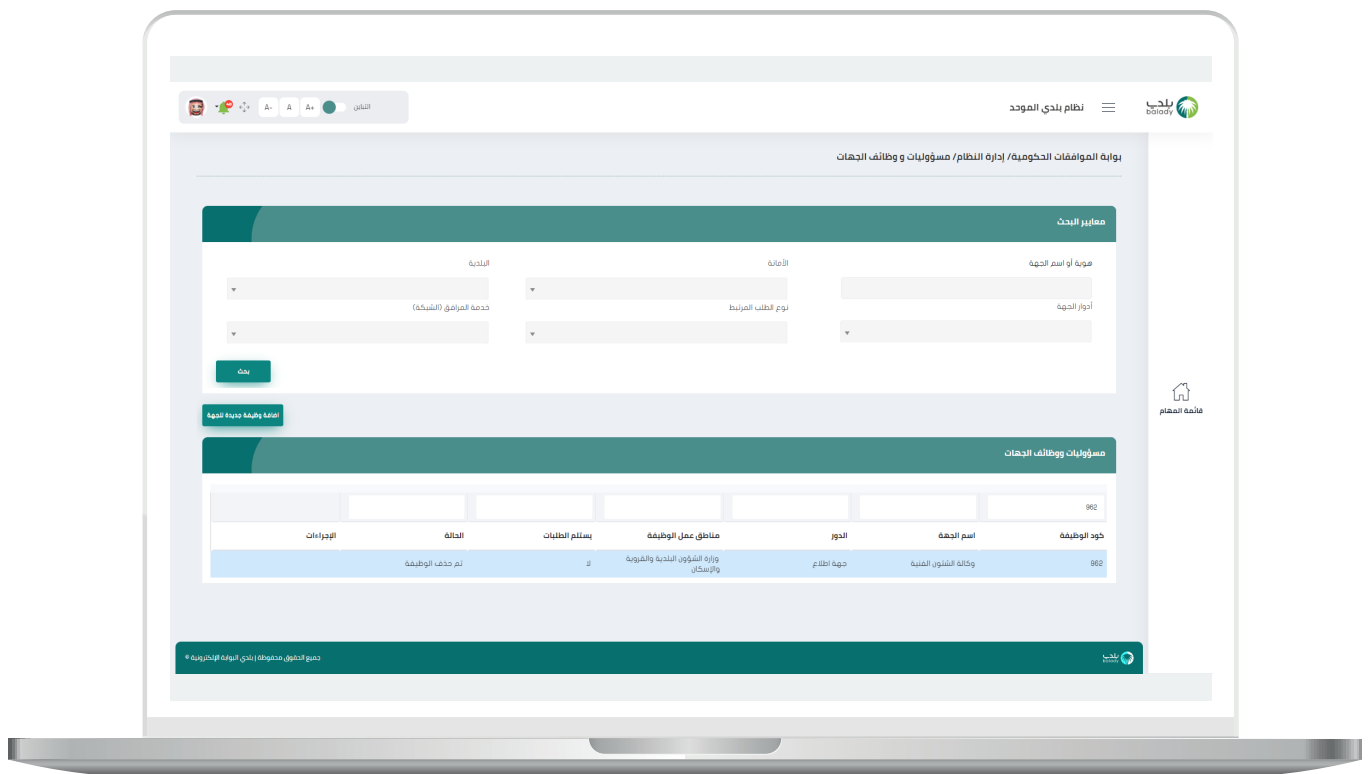 بلدي
balady
نظام بلدي الموحد
التباين
A+
A
A-
بوابة الموافقات الحكومية/ إدارة النظام/ مسؤوليات و وظائف الجهات
قائمة المهام
معايير البحث
هوية أو اسم الجهة
الأمانة
البلدية
أدوار الجهة
نوع الطلب المرتبط
خدمة المرافق (الشبكة)
بحث
اضافة وظيفة جديدة للجهة
مسؤوليات ووظائف الجهات
962
كود الوظيفة اسم الجهة الدور مناطق عمل الوظيفة يستلم الطلبات الحالة الإجراءات
962 وكالة الشئون الفنية جهة اطلاع وزارة الشؤون البلدية والقروية لا تم حذف الوظيفة
والإسكان
بلدي
balady
جميع الحقوق محفوظة | بلدي البوابة الإلكترونية ©